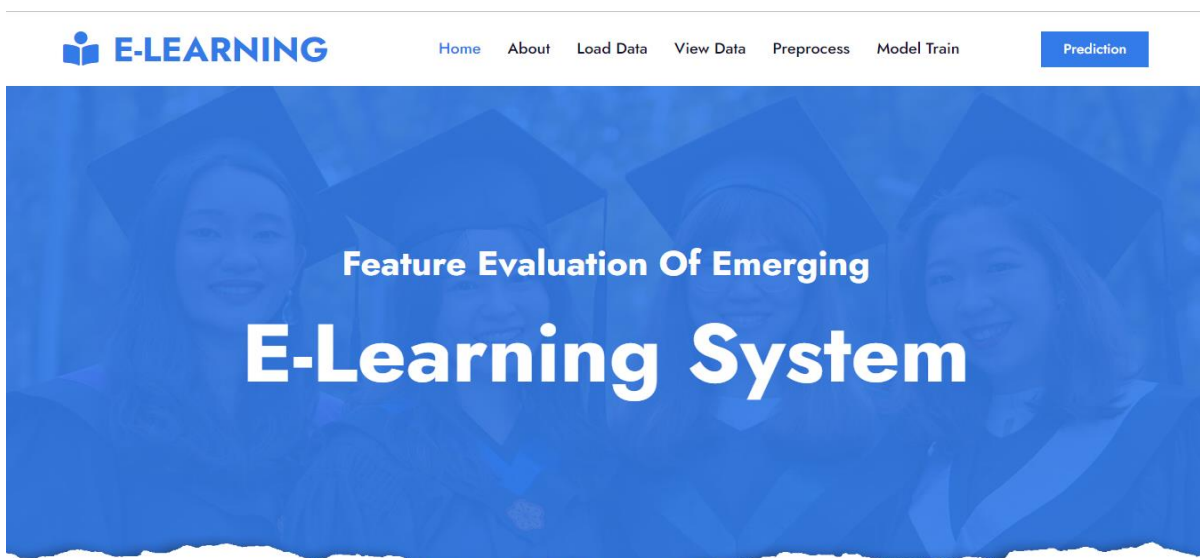 E-LEARNING
Home About Load Data View Data Preprocess Model Train Prediction
Feature Evaluation Of Emerging
E-Learning System